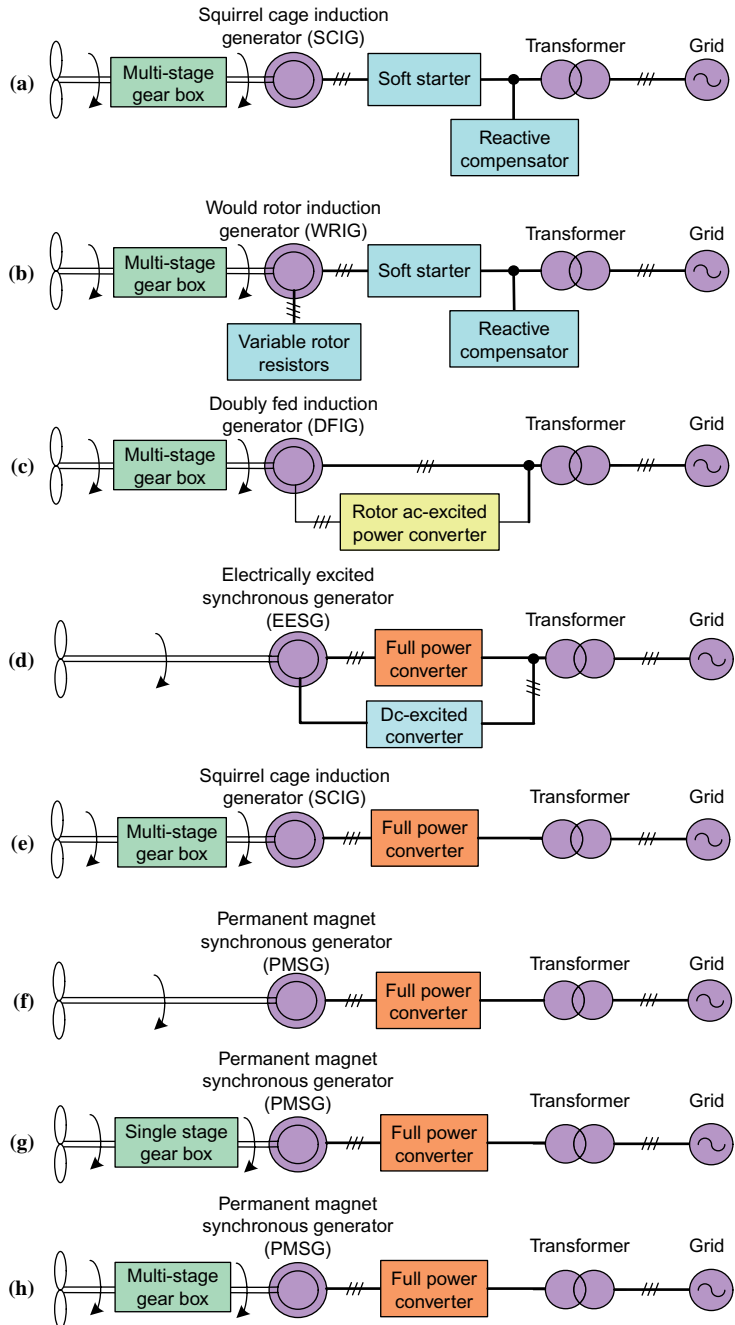 Squirrel cage induction
generator (SCIG)
Transformer
Grid
(a)
Multi-stage
gear box
Soft starter
Reactive
compensator
Would rotor induction
generator (WRIG)
Transformer
Grid
(b)
Multi-stage
gear box
Soft starter
Variable rotor
resistors
Reactive
compensator
Doubly fed induction
generator (DFIG)
Transformer
Grid
(c)
Multi-stage
gear box
Rotor ac-excited
power converter
Electrically excited
synchronous generator
(EESG)
Transformer
Grid
(d)
Full power
converter
Dc-excited
converter
Squirrel cage induction
generator (SCIG)
Transformer
Grid
(e)
Multi-stage
gear box
Full power
converter
Permanent magnet
synchronous generator
(PMSG)
Transformer
Grid
(f)
Full power
converter
Permanent magnet
synchronous generator
(PMSG)
Transformer
Grid
(g)
Single stage
gear box
Full power
converter
Permanent magnet
synchronous generator
(PMSG)
Transformer
Grid
(h)
Multi-stage
gear box
Full power
converter